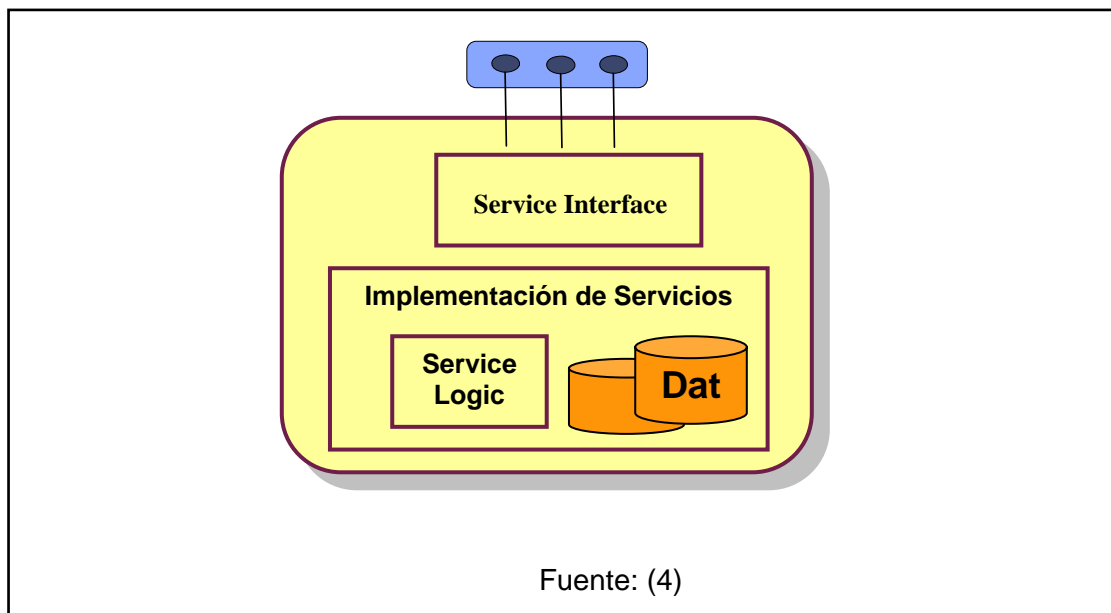 Service Interface
Implementación de Servicios
Service
Logic
Dat
Fuente: (4)